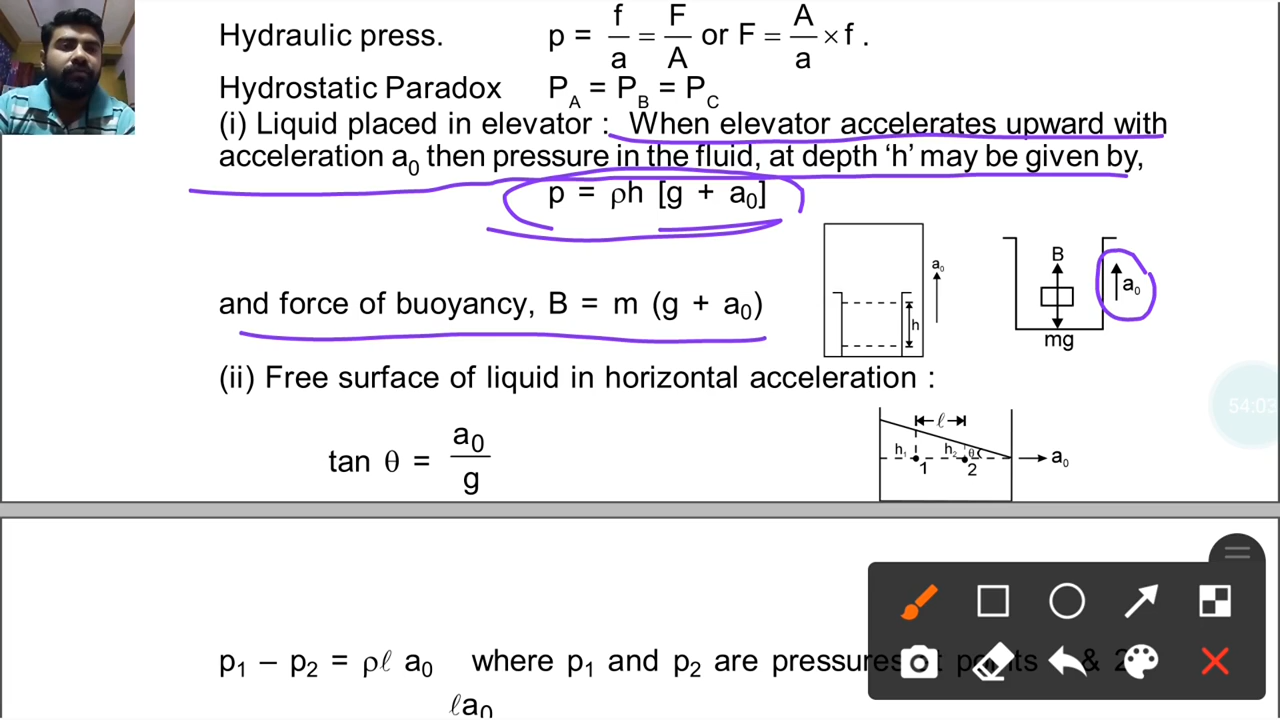 Hydraulic press. p = f/a = F/A or F = A/a × f .
Hydrostatic Paradox P_A = P_B = P_C
(i) Liquid placed in elevator : When elevator accelerates upward with
acceleration a₀ then pressure in the fluid, at depth ‘h’ may be given by,
p = ρh [g + a₀]
a₀
h
B
a₀
mg
and force of buoyancy, B = m (g + a₀)
(ii) Free surface of liquid in horizontal acceleration :
54:03
tan θ = a₀/g
ℓ
h₁ h₂ θ
1 2
a₀
p₁ – p₂ = ρℓ a₀ where p₁ and p₂ are pressures & 2
ℓa₀